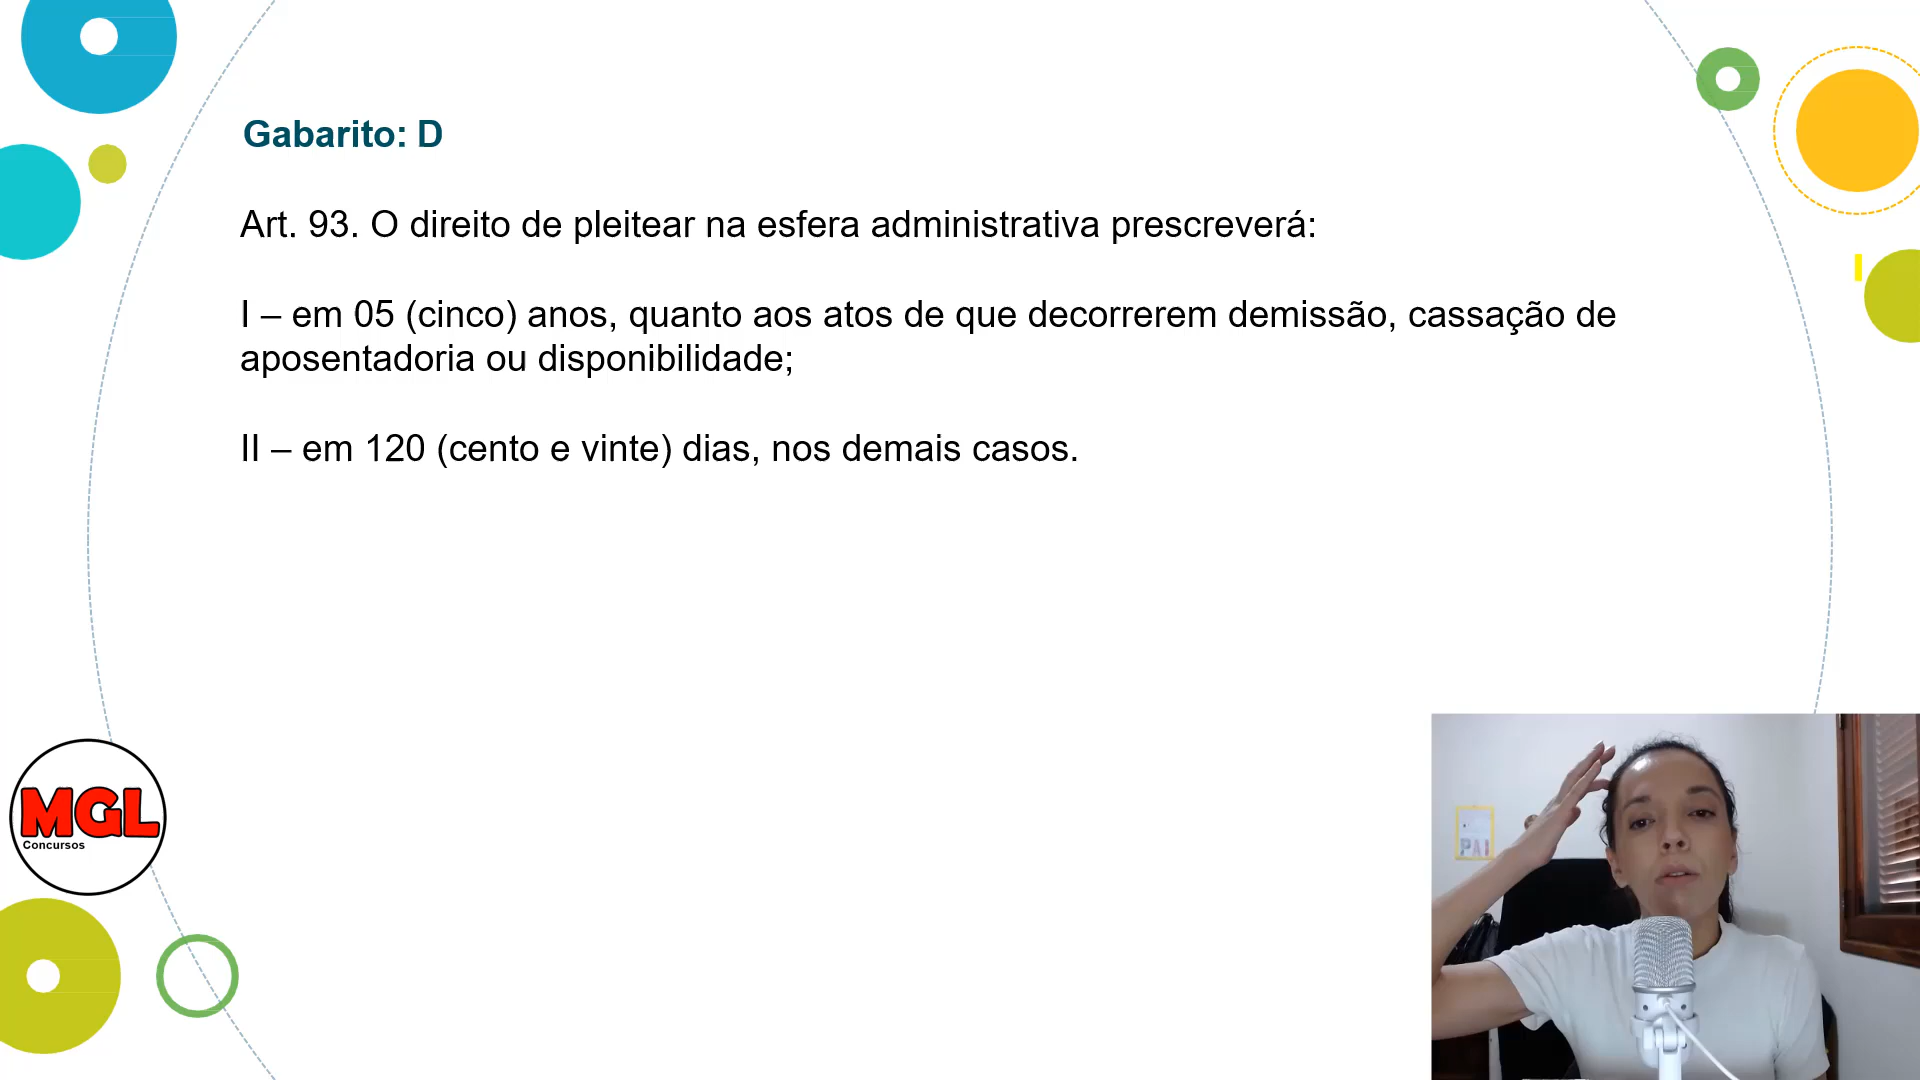 Gabarito: D
Art. 93. O direito de pleitear na esfera administrativa prescreverá:
I – em 05 (cinco) anos, quanto aos atos de que decorrerem demissão, cassação de
aposentadoria ou disponibilidade;
II – em 120 (cento e vinte) dias, nos demais casos.
MGL
Concursos
PAI